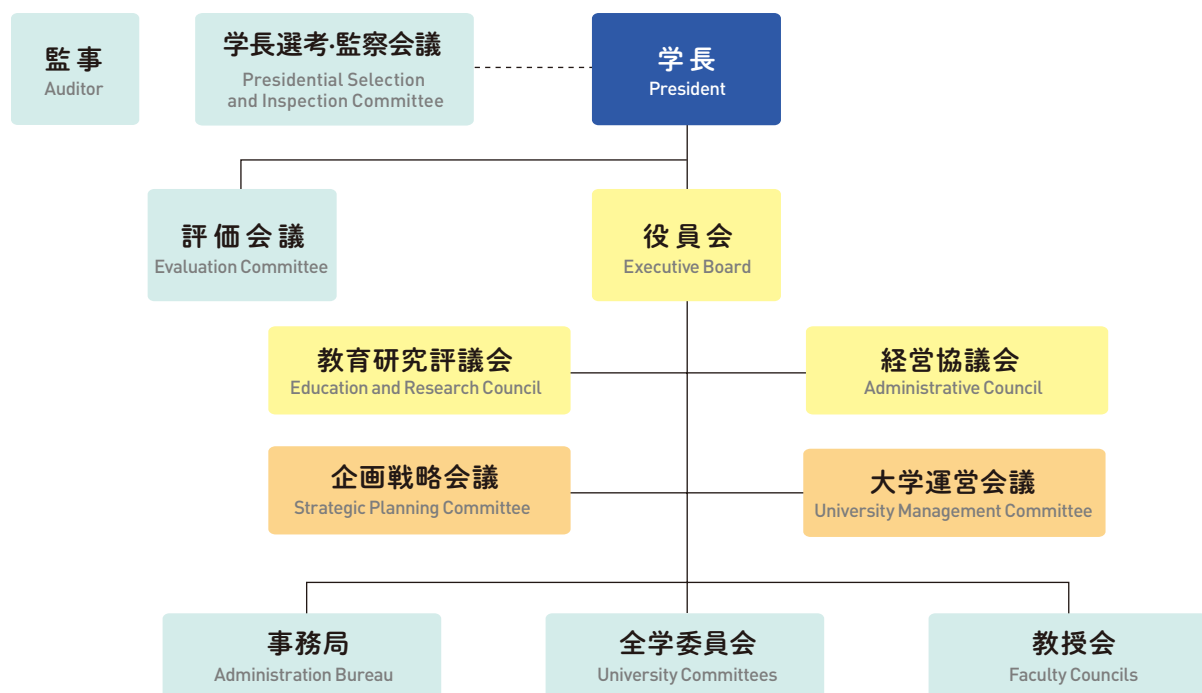 監事
Auditor
学長選考・監察会議
Presidential Selection
and Inspection Committee
学長
President
評価会議
Evaluation Committee
役員会
Executive Board
教育研究評議会
Education and Research Council
経営協議会
Administrative Council
企画戦略会議
Strategic Planning Committee
大学運営会議
University Management Committee
事務局
Administration Bureau
全学委員会
University Committees
教授会
Faculty Councils